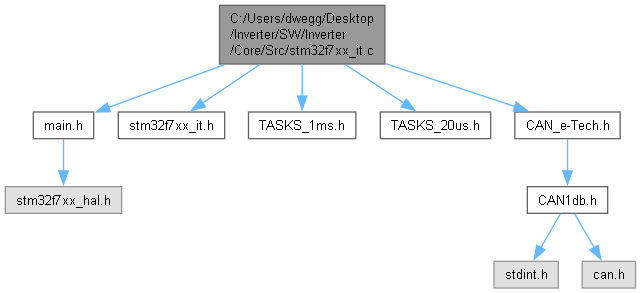 C:/Users/dwegg/Desktop
/Inverter/SW/Inverter
/Core/Src/stm32f7xx_it.c
main.h
stm32f7xx_it.h
TASKS_1ms.h
TASKS_20us.h
CAN_e-Tech.h
stm32f7xx_hal.h
CAN1db.h
stdint.h
can.h